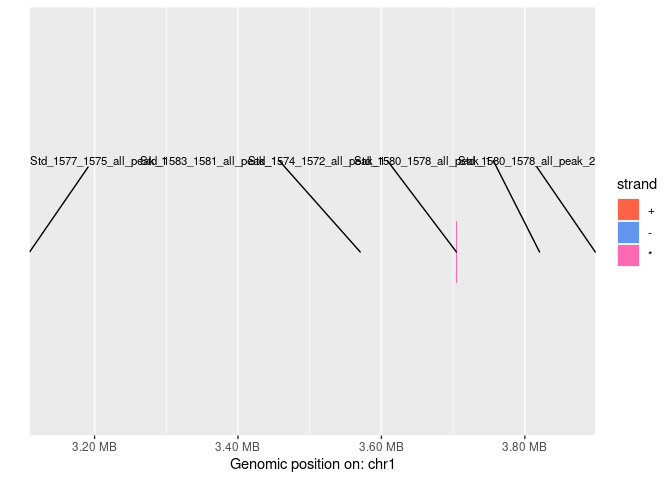 Std_1577_1575_all_peak_1
Std_1583_1581_all_peak_1
Std_1574_1572_all_peak_1
Std_1580_1578_all_peak_1
Std_1580_1578_all_peak_2
strand
+
-
*
3.20 MB
3.40 MB
3.60 MB
3.80 MB
Genomic position on: chr1